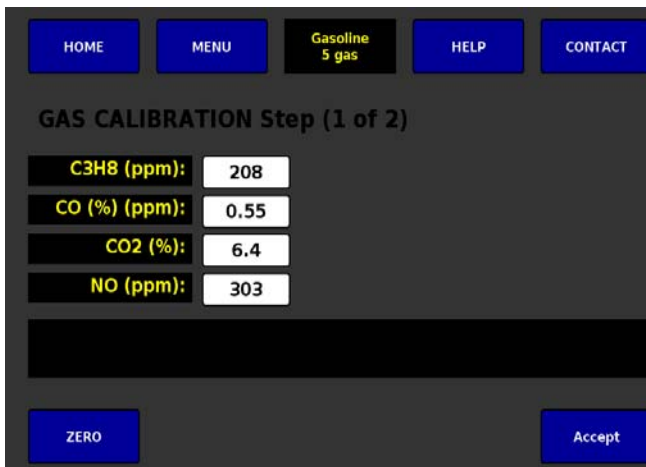 HOME MENU Gasoline HELP CONTACT
5 gas
GAS CALIBRATION Step (1 of 2)
C3H8 (ppm): 208
CO (%) (ppm): 0.55
CO2 (%): 6.4
NO (ppm): 303
ZERO Accept